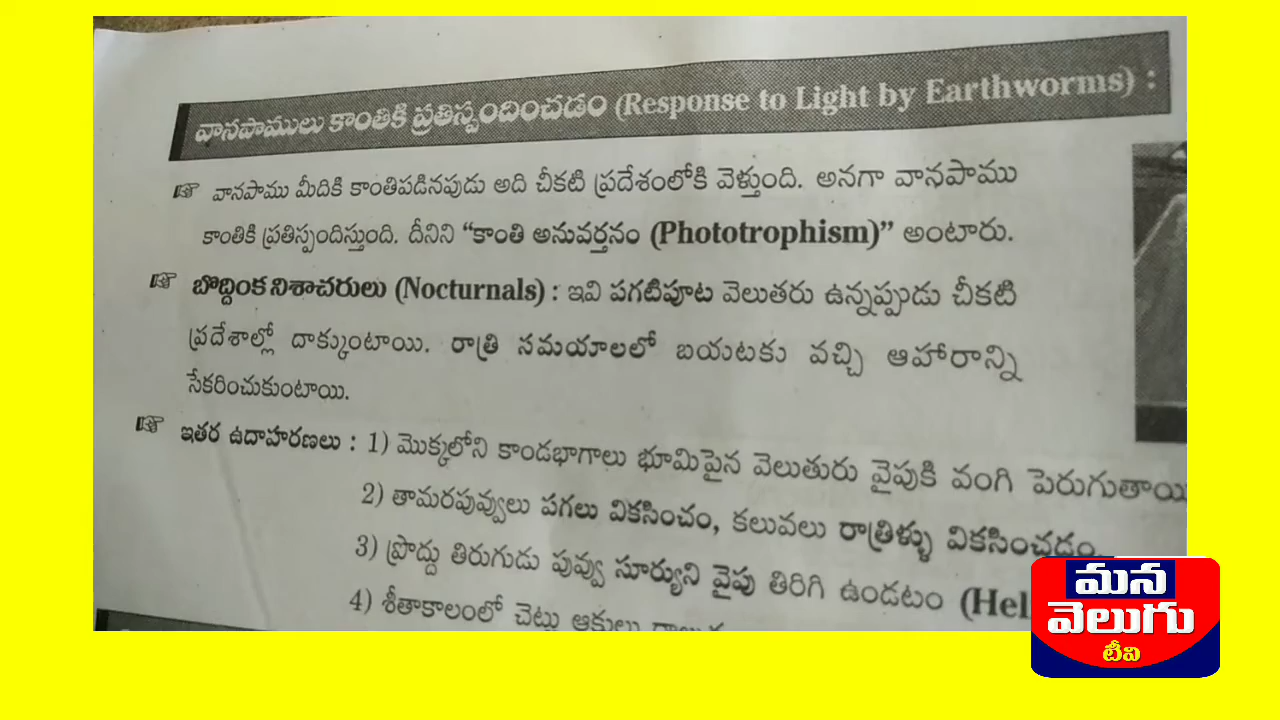 వానపాములు కాంతికి ప్రతిస్పందించడం (Response to Light by Earthworms) :
వానపాము మీదికి కాంతిపడినపుడు అది చీకటి ప్రదేశంలోకి వెళ్తుంది. అనగా వానపాము
కాంతికి ప్రతిస్పందిస్తుంది. దీనిని “కాంతి అనువర్తనం (Phototrophism)” అంటారు.
బొద్దింక నిశాచరులు (Nocturnals) : ఇవి పగటిపూట వెలుతరు ఉన్నప్పుడు చీకటి
ప్రదేశాల్లో దాక్కుంటాయి. రాత్రి సమయాలలో బయటకు వచ్చి ఆహారాన్ని
సేకరించుకుంటాయి.
ఇతర ఉదాహరణలు : 1) మొక్కలోని కాండభాగాలు భూమిపైన వెలుతురు వైపుకి వంగి పెరుగుతాయి
2) తామరపువ్వులు పగలు వికసించం, కలువలు రాత్రిళ్ళు వికసించడం.
3) ప్రొద్దు తిరుగుడు పువ్వు సూర్యుని వైపు తిరిగి ఉండటం (Hel
4) శీతాకాలంలో చెట్లు ఆకులు
మన
వెలుగు
టీవి